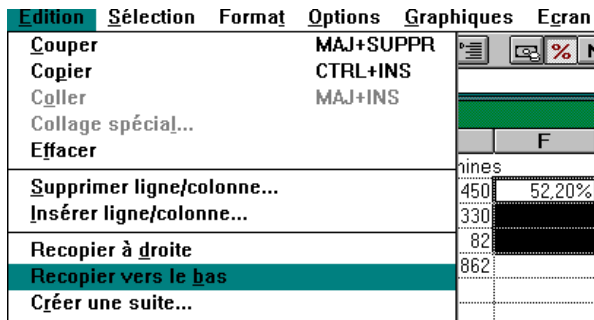 Edition Sélection Format Options Graphiques Ecran
Couper MAJ+SUPPR
Copier CTRL+INS
Coller MAJ+INS
Collage spécial...
Effacer
Supprimer ligne/colonne...
Insérer ligne/colonne...
Recopier à droite
Recopier vers le bas
Créer une suite...
%
F
450 52,20%
330
82
862